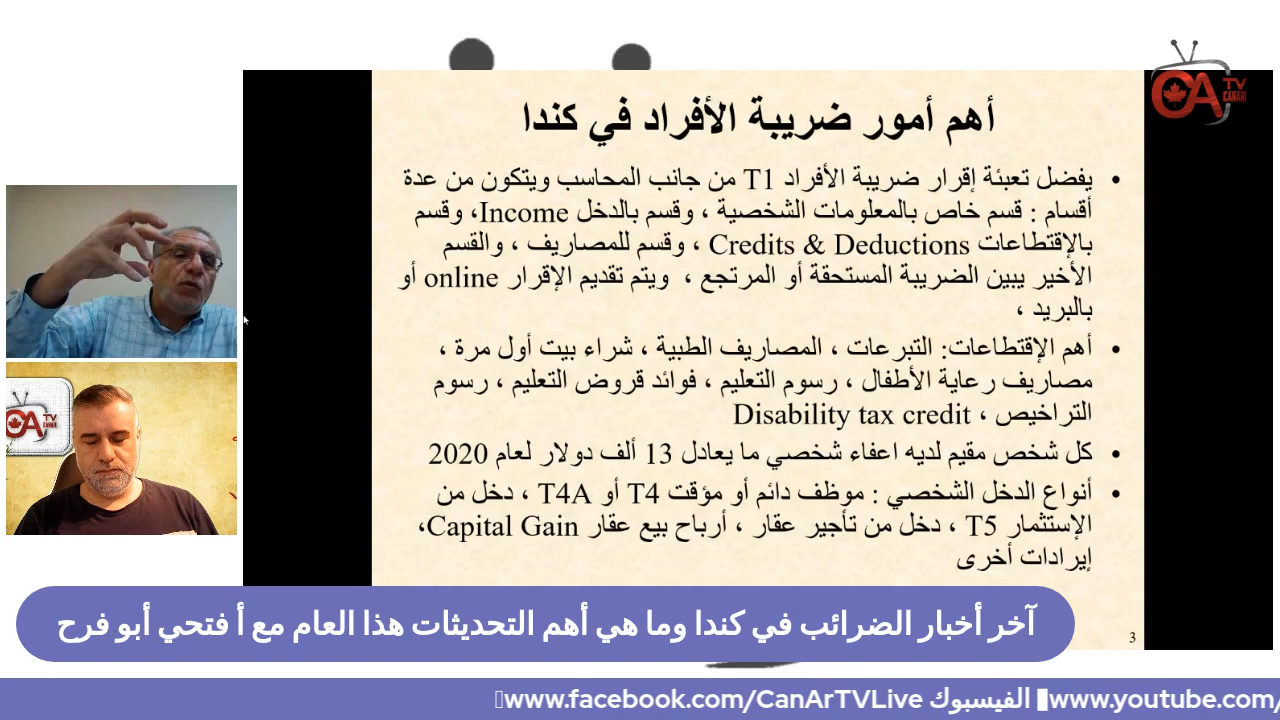 أهم أمور ضريبة الأفراد في كندا
• يفضل تعبئة إقرار ضريبة الأفراد T1 من جانب المحاسب ويتكون من عدة
أقسام : قسم خاص بالمعلومات الشخصية ، وقسم بالدخل Income، وقسم
بالإقتطاعات Credits & Deductions ، وقسم للمصاريف ، والقسم
الأخير يبين الضريبة المستحقة أو المرتجع ، ويتم تقديم الإقرار online أو
بالبريد ،
• أهم الإقتطاعات: التبرعات ، المصاريف الطبية ، شراء بيت أول مرة ،
مصاريف رعاية الأطفال ، رسوم التعليم ، فوائد قروض التعليم ، رسوم
التراخيص ، Disability tax credit
• كل شخص مقيم لديه اعفاء شخصي ما يعادل 13 ألف دولار لعام 2020
• أنواع الدخل الشخصي : موظف دائم أو مؤقت T4 أو T4A ، دخل من
الإستثمار T5 ، دخل من تأجير عقار ، أرباح بيع عقار Capital Gain،
إيرادات أخرى
3
CA TV
CANAR
CA TV
آخر أخبار الضرائب في كندا وما هي أهم التحديثات هذا العام مع أ فتحي أبو فرح
www.facebook.com/CanArTVLive الفيسبوك www.youtube.com/